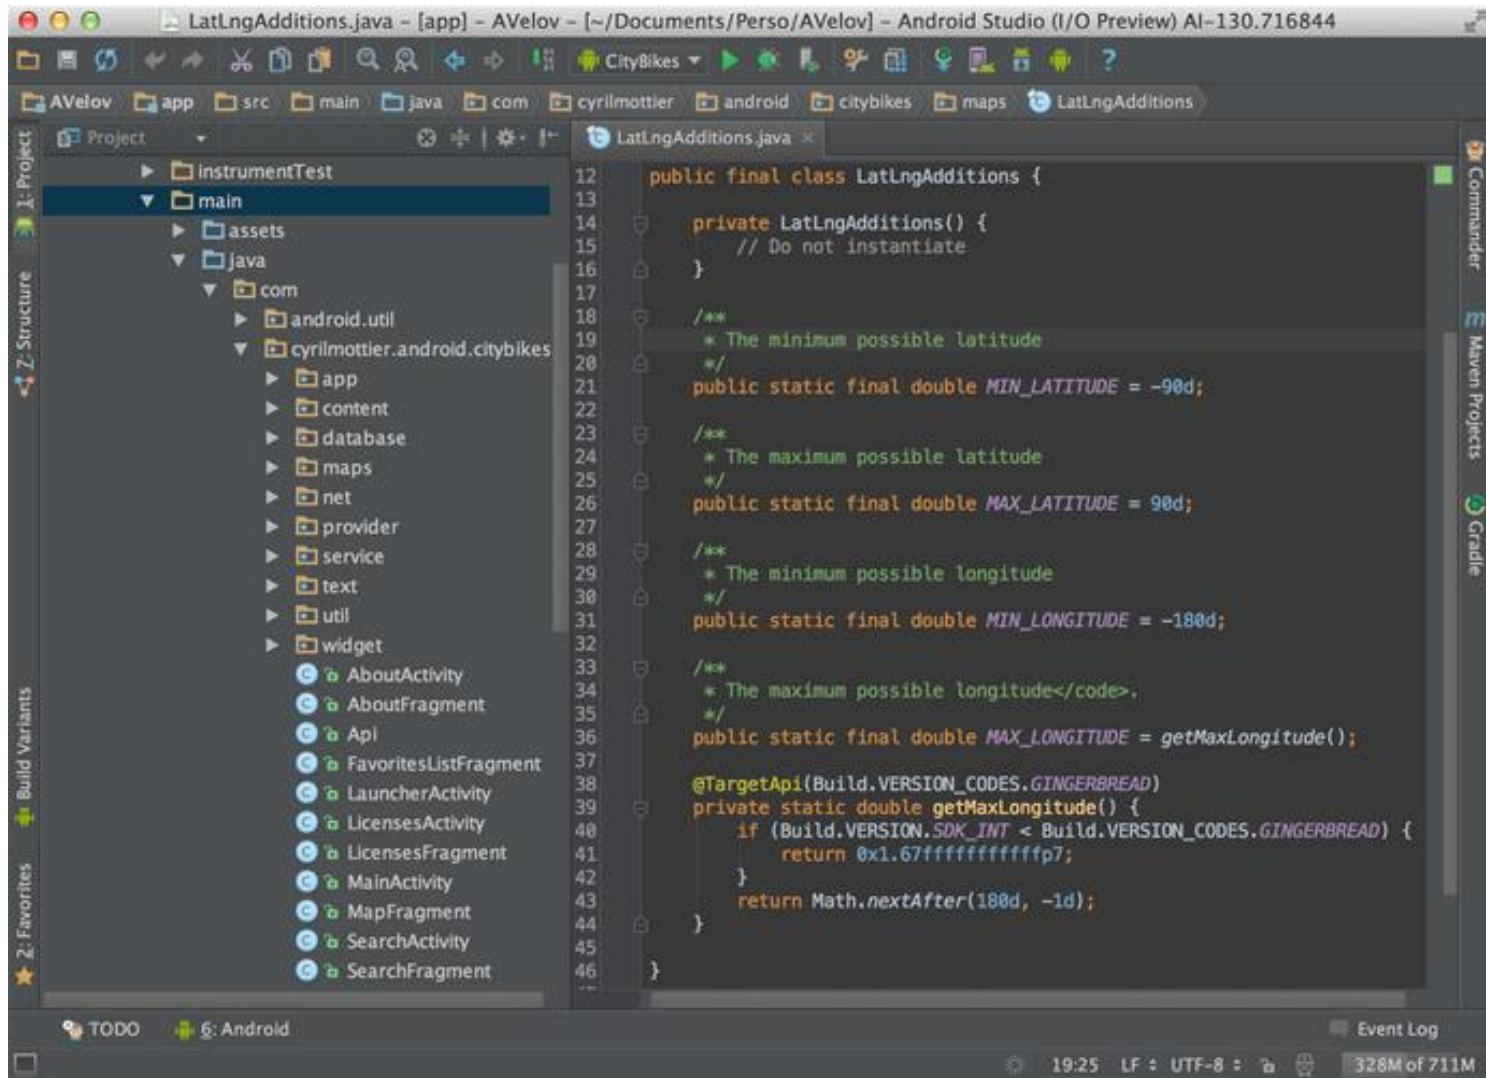 LatLngAdditions.java – [app] – AVelov – [~/Documents/Perso/AVelov] – Android Studio (I/O Preview) AI-130.716844
CityBikes
AVelov app src main java com cyrilmottier android citybikes maps LatLngAdditions
1: Project
Z: Structure
Build Variants
2: Favorites
Project
instrumentTest
main
assets
java
com
android.util
cyrilmottier.android.citybikes
app
content
database
maps
net
provider
service
text
util
widget
AboutActivity
AboutFragment
Api
FavoritesListFragment
LauncherActivity
LicensesActivity
LicensesFragment
MainActivity
MapFragment
SearchActivity
SearchFragment
LatLngAdditions.java
12 public final class LatLngAdditions {
13
14 private LatLngAdditions() {
15 // Do not instantiate
16 }
17
18 /**
19 * The minimum possible latitude
20 */
21 public static final double MIN_LATITUDE = -90d;
22
23 /**
24 * The maximum possible latitude
25 */
26 public static final double MAX_LATITUDE = 90d;
27
28 /**
29 * The minimum possible longitude
30 */
31 public static final double MIN_LONGITUDE = -180d;
32
33 /**
34 * The maximum possible longitude</code>.
35 */
36 public static final double MAX_LONGITUDE = getMaxLongitude();
37
38 @TargetApi(Build.VERSION_CODES.GINGERBREAD)
39 private static double getMaxLongitude() {
40 if (Build.VERSION.SDK_INT < Build.VERSION_CODES.GINGERBREAD) {
41 return 0x1.67fffffffffffp7;
42 }
43 return Math.nextAfter(180d, -1d);
44 }
45
46 }
Commander
Maven Projects
Gradle
TODO 6: Android Event Log
19:25 LF UTF-8 328M of 711M